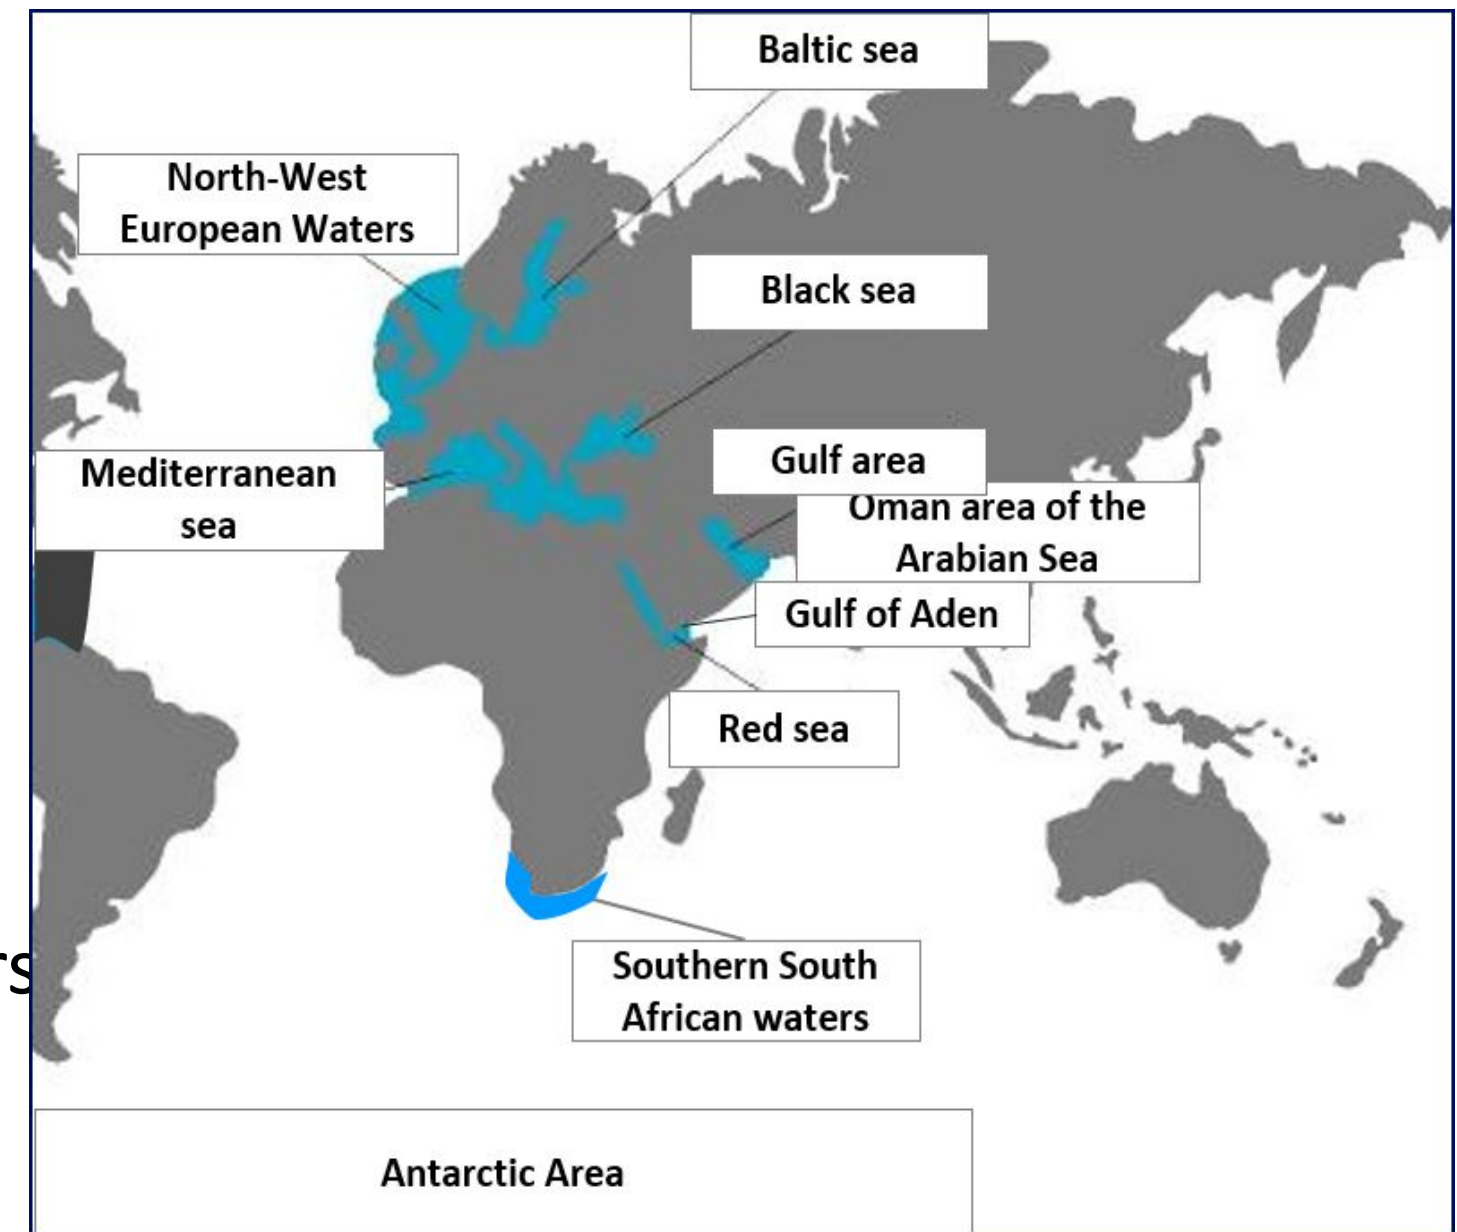 Baltic sea
North-West
European Waters
Black sea
Gulf area
Mediterranean
sea
Oman area of the
Arabian Sea
Gulf of Aden
Red sea
rs
Southern South
African waters
Antarctic Area